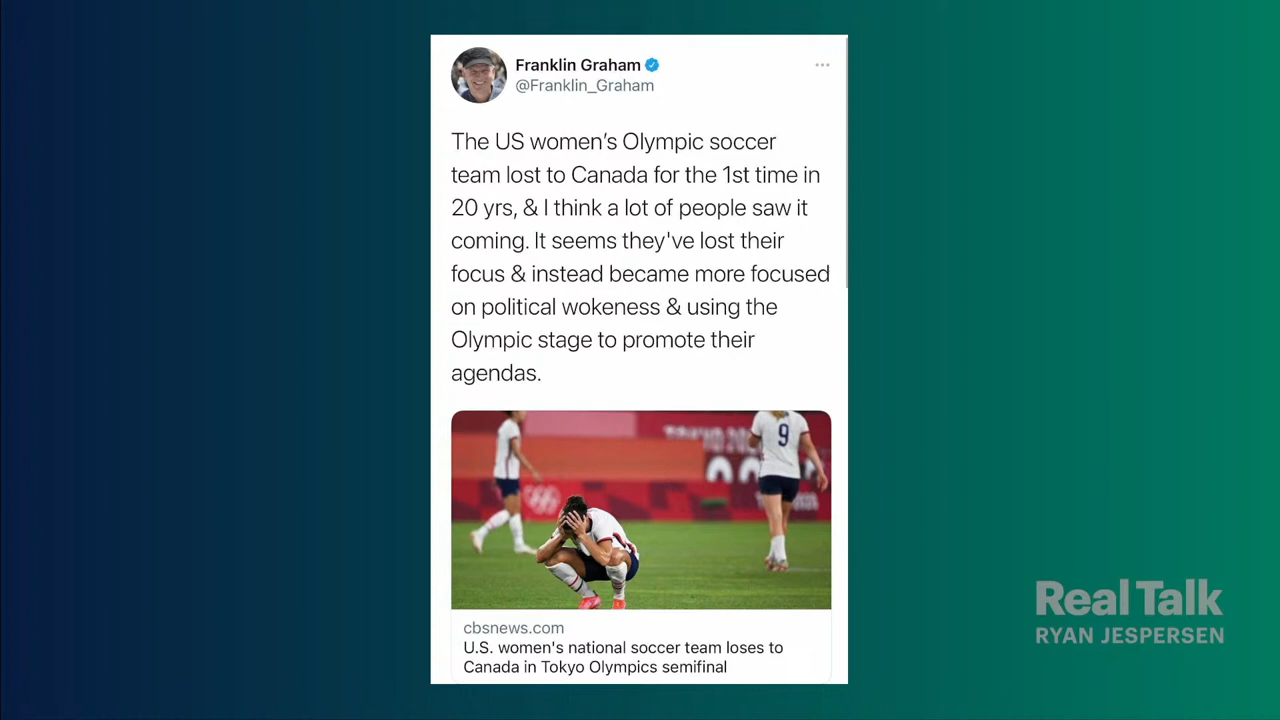 Franklin Graham
@Franklin_Graham
The US women’s Olympic soccer
team lost to Canada for the 1st time in
20 yrs, & I think a lot of people saw it
coming. It seems they've lost their
focus & instead became more focused
on political wokeness & using the
Olympic stage to promote their
agendas.
9
cbsnews.com
U.S. women's national soccer team loses to
Canada in Tokyo Olympics semifinal
Real Talk
RYAN JESPERSEN